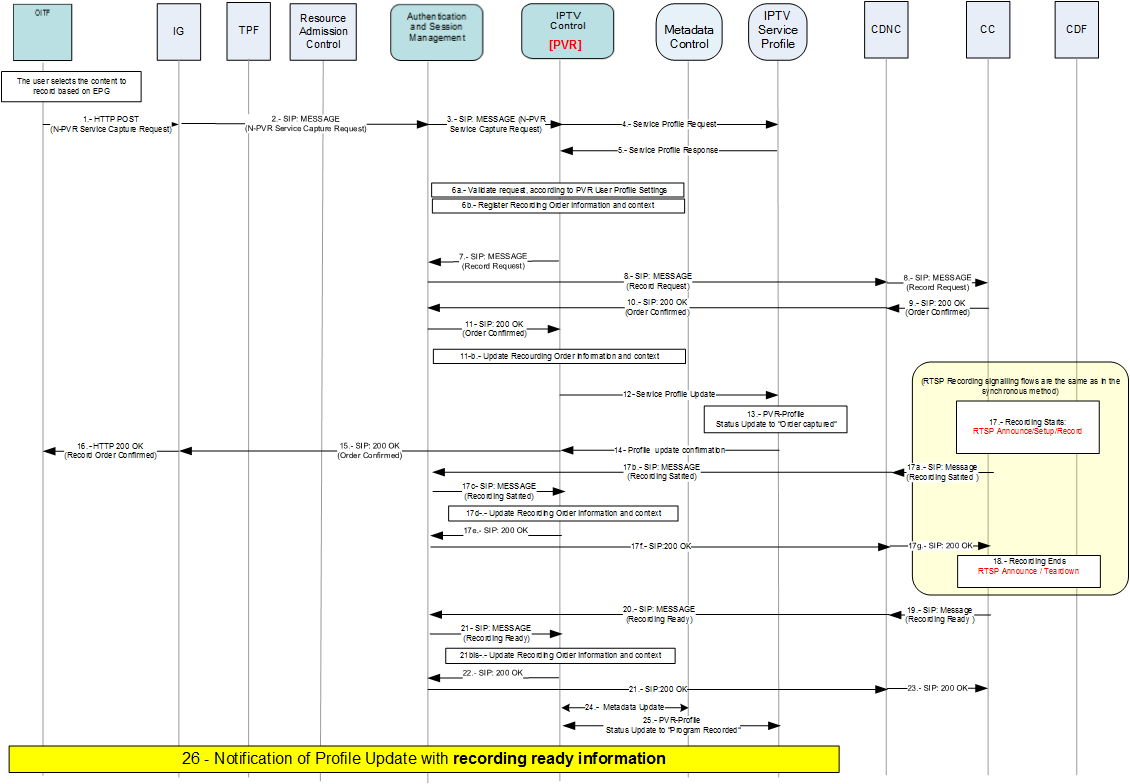 OITF
IG
TPF
Resource
Admission
Control
Authentication
and Session
Management
IPTV
Control
[PVR]
Metadata
Control
IPTV
Service
Profile
CDNC
CC
CDF
The user selects the content to
record based on EPG
1.- HTTP POST
(N-PVR Service Capture Request)
2.- SIP: MESSAGE
(N-PVR Service Capture Request)
3.- SIP: MESSAGE (N-PVR
Service Capture Request)
4.- Service Profile Request
5.- Service Profile Response
6a.- Validate request, according to PVR User Profile Settings
6b.- Register Recording Order Information and context
7.- SIP: MESSAGE
(Record Request)
8.- SIP: MESSAGE
(Record Request)
8.- SIP: MESSAGE
(Record Request)
10.- SIP: 200 OK
(Order Confirmed)
9.- SIP: 200 OK
(Order Confirmed)
11- SIP: 200 OK
(Order Confirmed)
11-b.- Update Recourding Order Information and context
(RTSP Recording signalling flows are the same as in the
synchronous method)
12-Service Profile Update
13.- PVR-Profile
Status Update to "Order captured"
17.- Recording Starts:
RTSP Announce/Setup/Record
16.- HTTP 200 OK
(Record Order Confirmed)
15.- SIP: 200 OK
(Order Confirmed)
14- Profile update confirmation
17b.- SIP: MESSAGE
(Recording Satited)
17a.- SIP: Message
(Recording Satited )
17c- SIP: MESSAGE
(Recording Satited)
17d-.- Update Recording Order Information and context
17e.- SIP: 200 OK
17f.- SIP:200 OK
17g.- SIP: 200 OK
18.- Recording Ends
RTSP Announce / Teardown
20.- SIP: MESSAGE
(Recording Ready)
19.- SIP: Message
(Recording Ready )
21- SIP: MESSAGE
(Recording Ready)
21bis-.- Update Recording Order Information and context
22.- SIP: 200 OK
21.- SIP:200 OK
23.- SIP: 200 OK
24.- Metadata Update
25.- PVR-Profile
Status Update to "Program Recorded"
26 - Notification of Profile Update with recording ready information